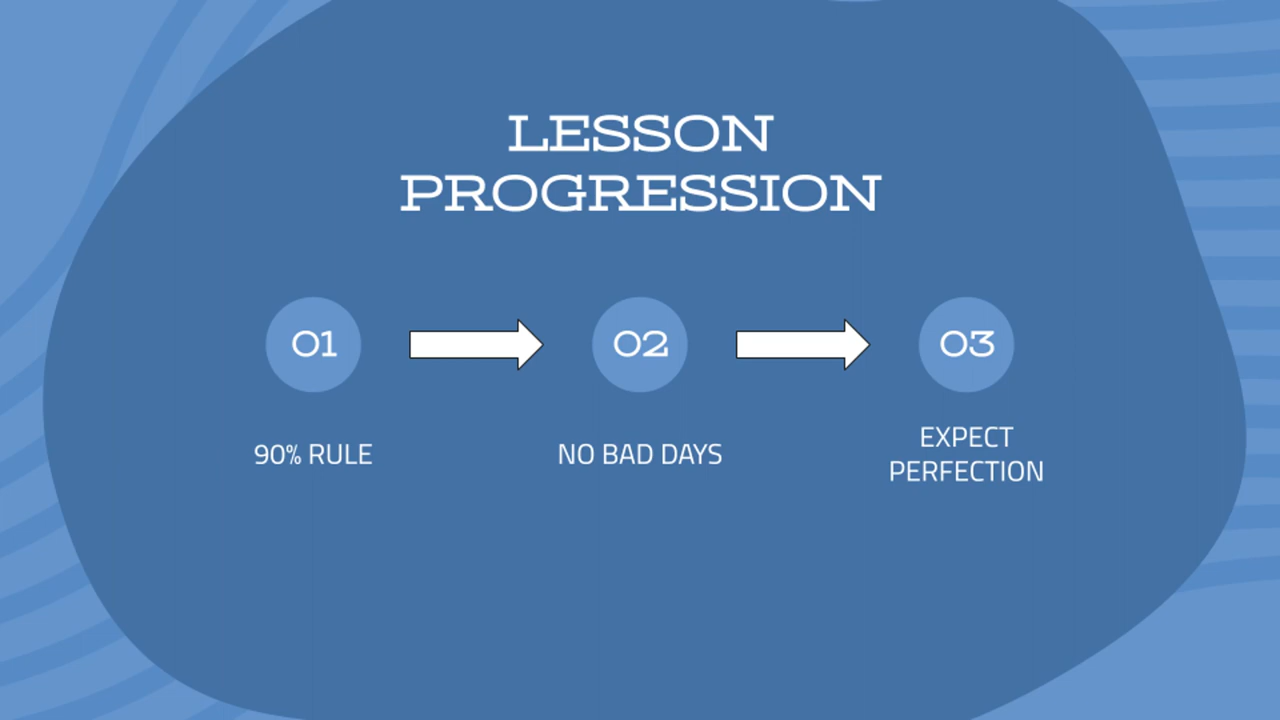 LESSON
PROGRESSION
01
02
03
90% RULE
NO BAD DAYS
EXPECT
PERFECTION